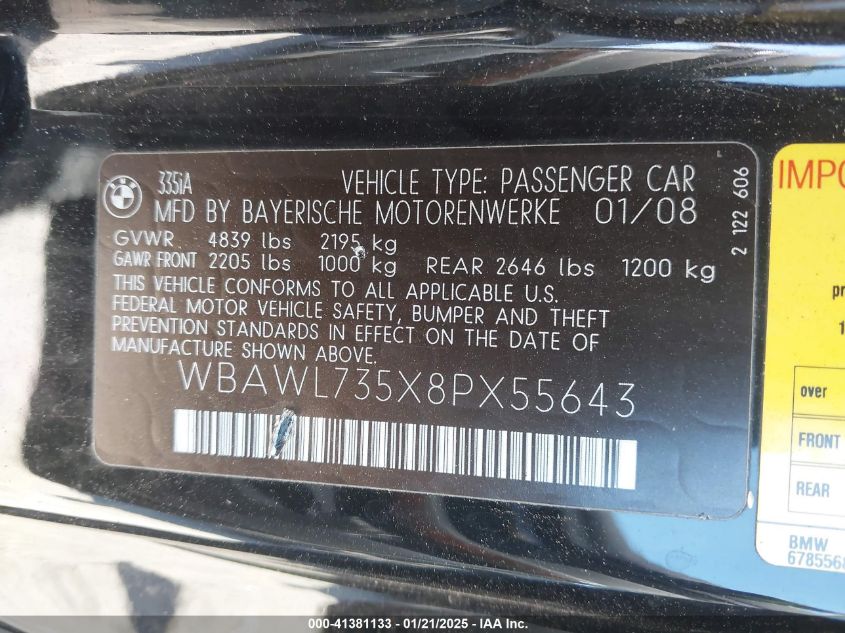 BMW
335iA VEHICLE TYPE: PASSENGER CAR
MFD BY BAYERISCHE MOTORENWERKE 01/08
GVWR 4839 lbs 2195 kg
GAWR FRONT 2205 lbs 1000 kg REAR 2646 lbs 1200 kg
THIS VEHICLE CONFORMS TO ALL APPLICABLE U.S.
FEDERAL MOTOR VEHICLE SAFETY, BUMPER AND THEFT
PREVENTION STANDARDS IN EFFECT ON THE DATE OF
MANUFACTURE SHOWN ABOVE.
WBAWL735X8PX55643
2 122 606
over
FRONT
REAR
BMW
000-41381133 - 01/21/2025 - IAA, Inc.